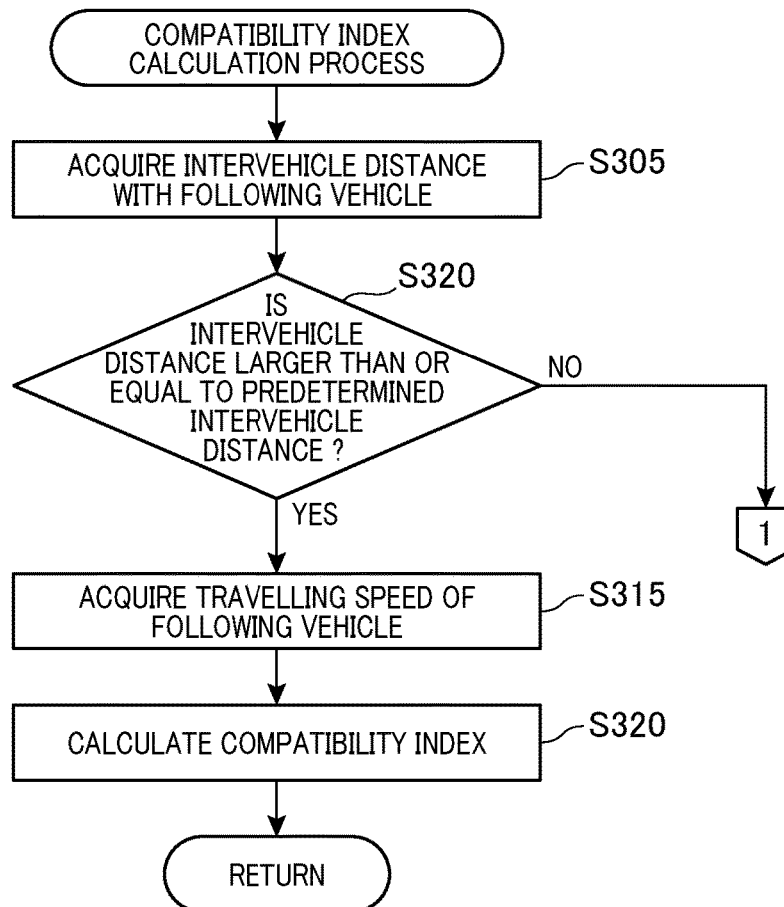 COMPATIBILITY INDEX
CALCULATION PROCESS
ACQUIRE INTERVEHICLE DISTANCE
WITH FOLLOWING VEHICLE
S305
S320
IS
INTERVEHICLE
DISTANCE LARGER THAN OR
EQUAL TO PREDETERMINED
INTERVEHICLE
DISTANCE ?
NO
1
YES
ACQUIRE TRAVELLING SPEED OF
FOLLOWING VEHICLE
S315
CALCULATE COMPATIBILITY INDEX
S320
RETURN